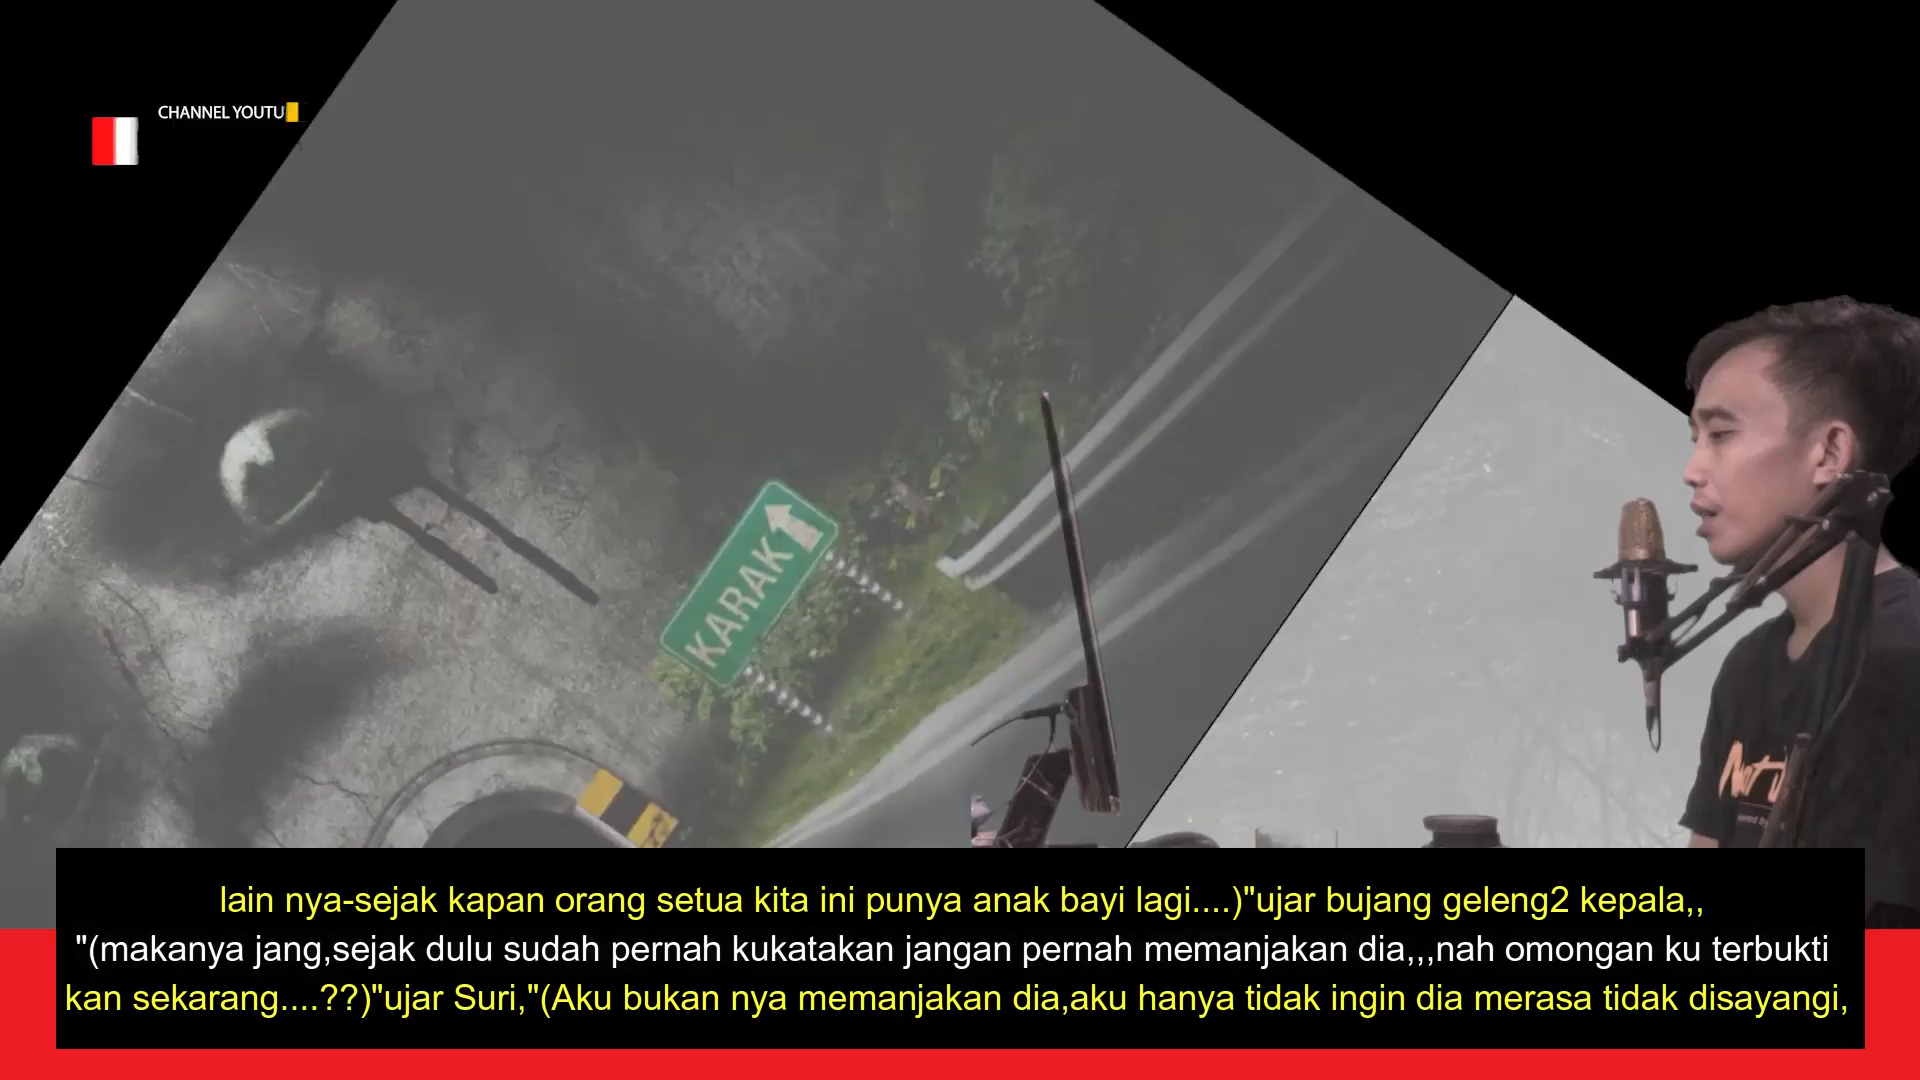 CHANNEL YOUTU
KARAK
lain nya-sejak kapan orang setua kita ini punya anak bayi lagi....)"ujar bujang geleng2 kepala,,
"(makanya jang,sejak dulu sudah pernah kukatakan jangan pernah memanjakan dia,,,nah omongan ku terbukti
kan sekarang....??)"ujar Suri,"(Aku bukan nya memanjakan dia,aku hanya tidak ingin dia merasa tidak disayangi,